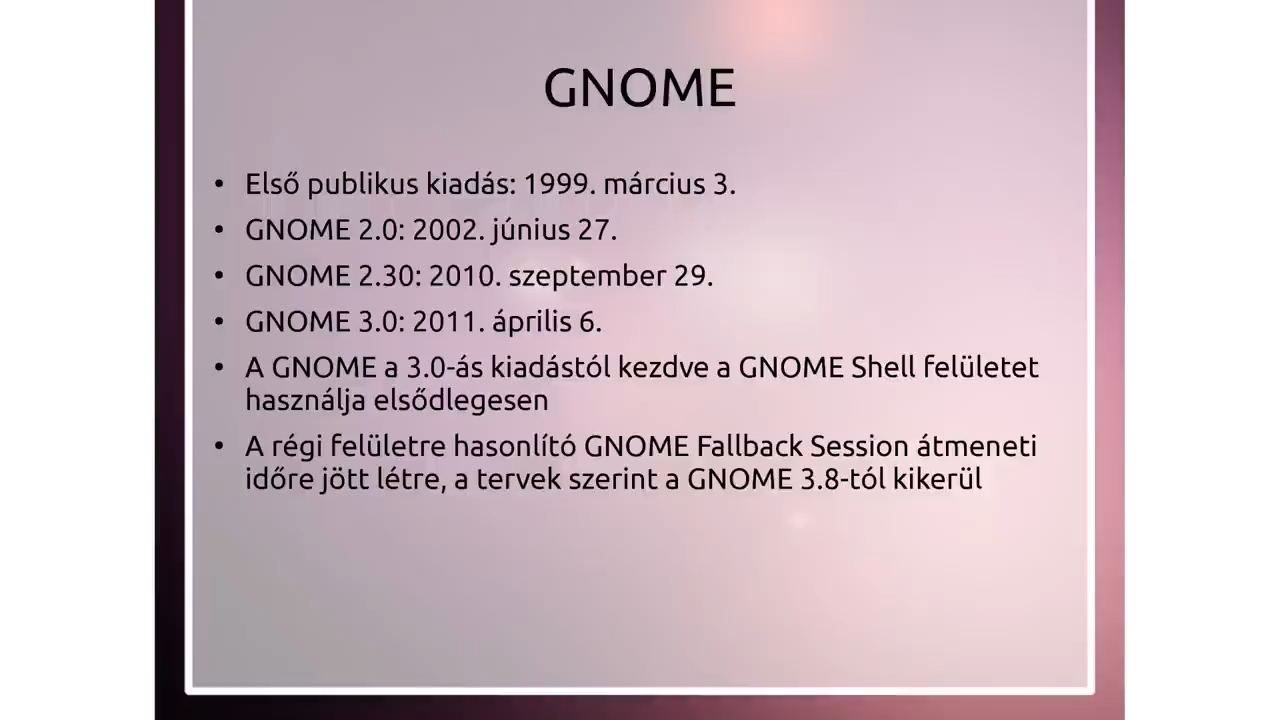 GNOME
• Első publikus kiadás: 1999. március 3.
• GNOME 2.0: 2002. június 27.
• GNOME 2.30: 2010. szeptember 29.
• GNOME 3.0: 2011. április 6.
• A GNOME a 3.0-ás kiadástól kezdve a GNOME Shell felületet
használja elsődlegesen
• A régi felületre hasonlító GNOME Fallback Session átmeneti
időre jött létre, a tervek szerint a GNOME 3.8-tól kikerül